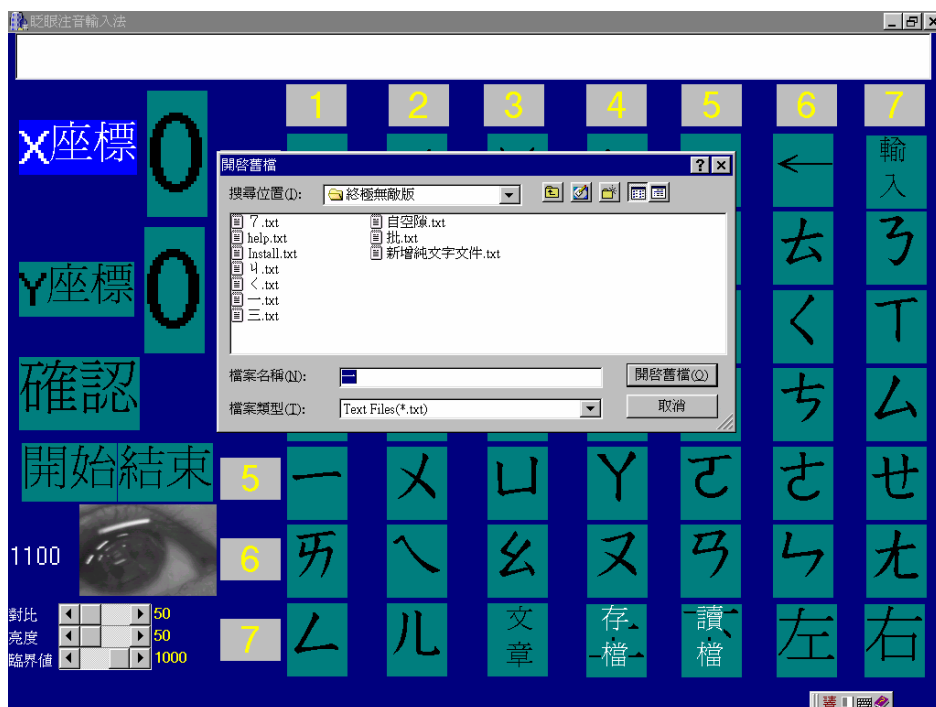 眨眼注音輸入法
1 2 3 4 5 6 7
X座標 0
← 輸入
開啓舊檔
搜尋位置(I): 終極無敵版
7.txt
help.txt
Install.txt
ㄐ.txt
ㄑ.txt
一.txt
三.txt
自空隙.txt
批.txt
新增純文字文件.txt
檔案名稱(N): 一
開啓舊檔(O)
檔案類型(T): Text Files(*.txt)
取消
ㄊ ㄋ
Y座標 0
ㄑ ㄒ
確認
ㄘ ㄙ
開始結束
5 ㄧ ㄨ ㄩ ㄚ ㄛ ㄜ ㄝ
1100
6 ㄞ ㄟ ㄠ ㄡ ㄢ ㄣ ㄤ
對比 50
亮度 50
臨界値 1000
7 ㄥ ㄦ 文章 存檔 讀檔 左 右